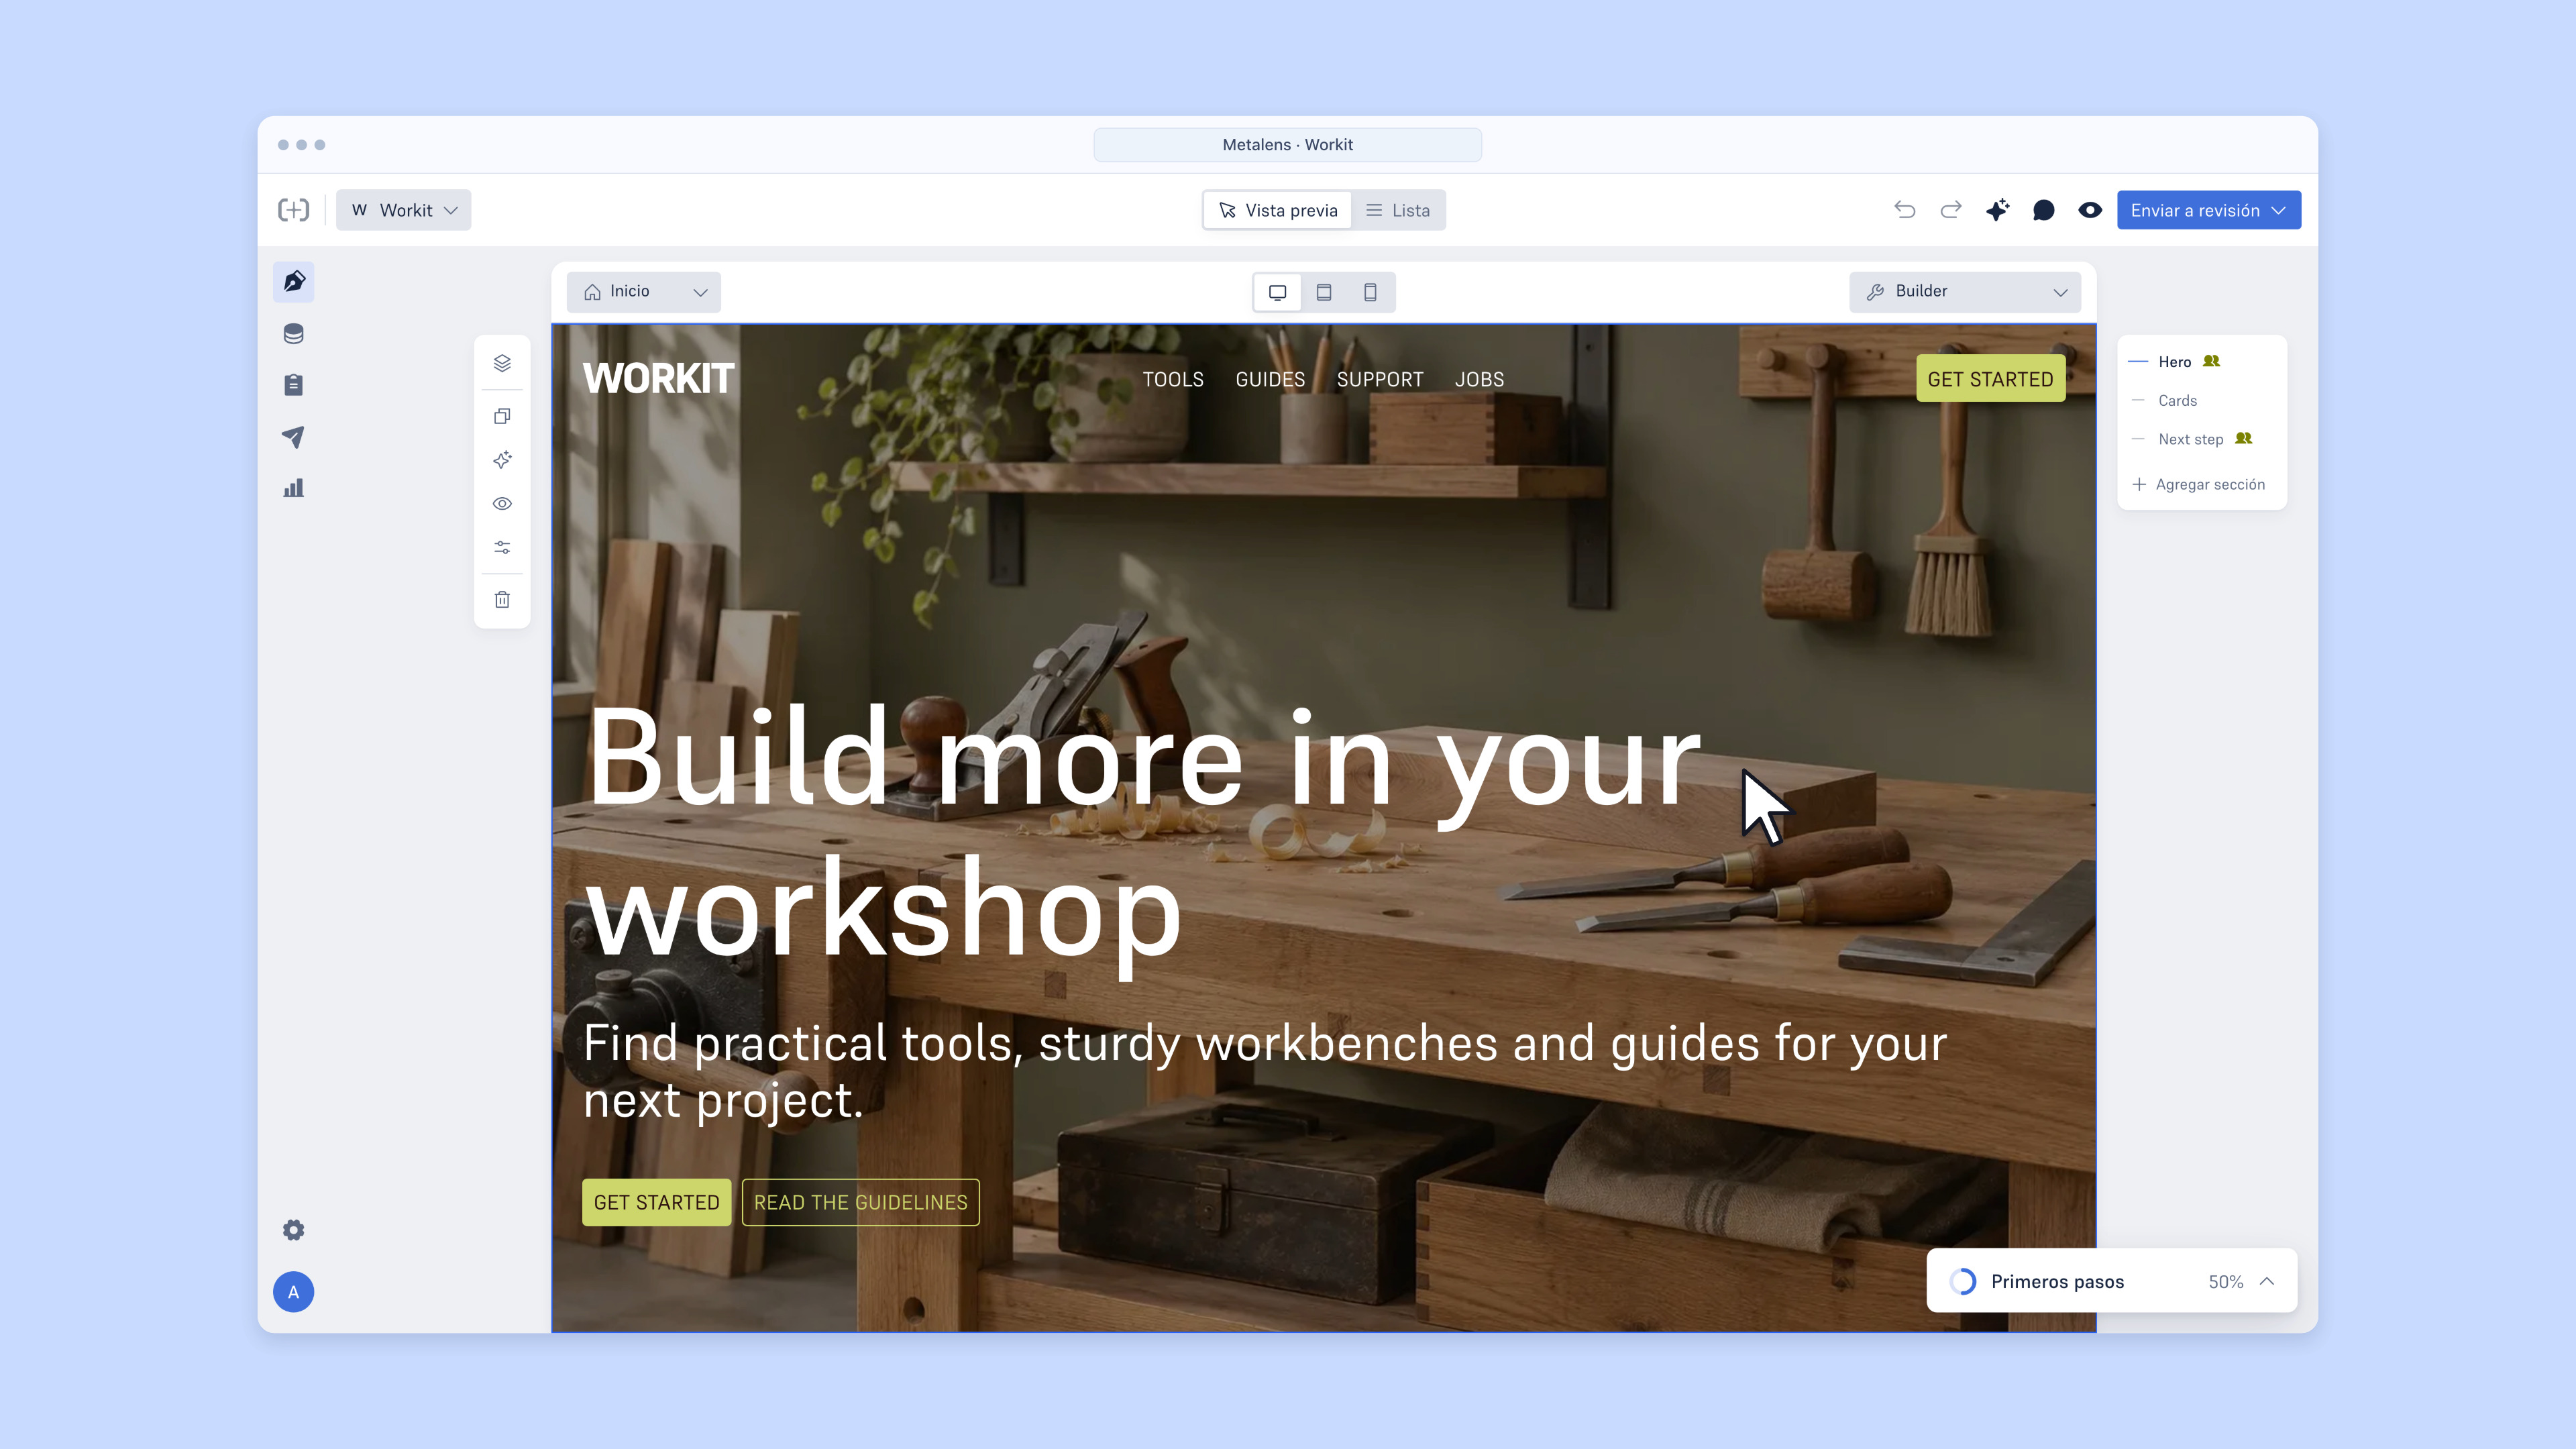 Metalens · Workit
W Workit
Vista previa
Lista
Enviar a revisión
Inicio
Builder
WORKIT
TOOLS GUIDES SUPPORT JOBS
GET STARTED
Hero
Cards
Next step
Agregar sección
Build more in your
workshop
Find practical tools, sturdy workbenches and guides for your
next project.
GET STARTED
READ THE GUIDELINES
A
Primeros pasos 50%